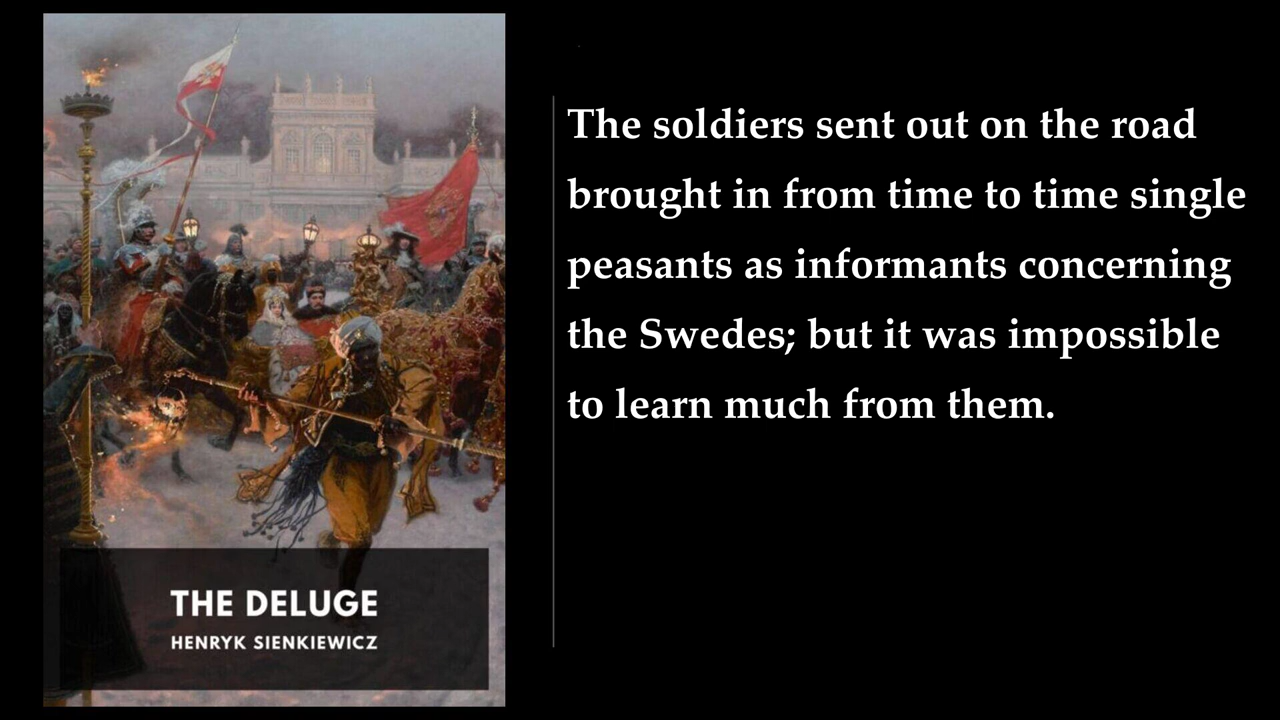 The soldiers sent out on the road
brought in from time to time single
peasants as informants concerning
the Swedes; but it was impossible
to learn much from them.
THE DELUGE
HENRYK SIENKIEWICZ